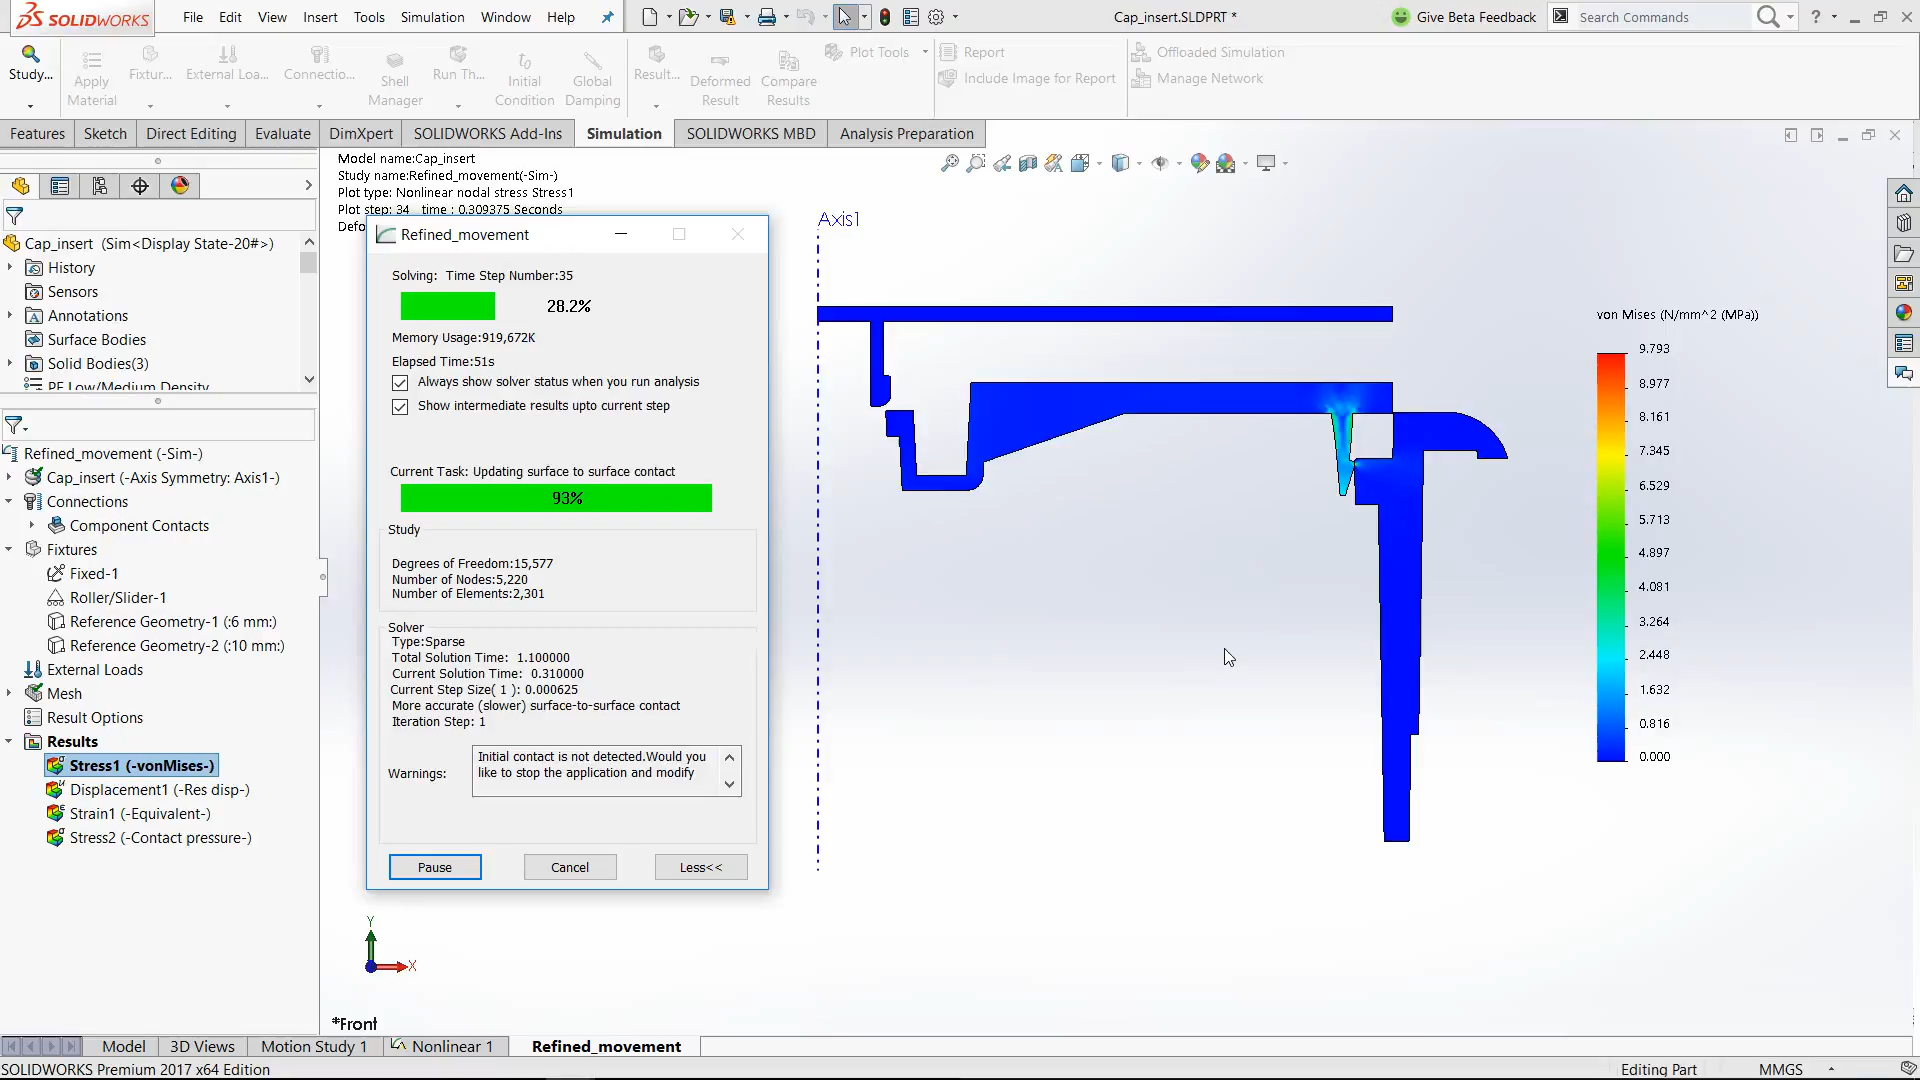 SOLIDWORKS
File Edit View Insert Tools Simulation Window Help
Cap_insert.SLDPRT *
Give Beta Feedback
Search Commands
?
Study...
Apply Material
Fixtur...
External Loa...
Connectio...
Shell Manager
Run Th...
Initial Condition
Global Damping
Result...
Deformed Result
Compare Results
Plot Tools
Report
Include Image for Report
Offloaded Simulation
Manage Network
Features Sketch Direct Editing Evaluate DimXpert SOLIDWORKS Add-Ins Simulation SOLIDWORKS MBD Analysis Preparation
Cap_insert (Sim<Display State-20#>)
History
Sensors
Annotations
Surface Bodies
Solid Bodies(3)
PE Low/Medium Density
Refined_movement (-Sim-)
Cap_insert (-Axis Symmetry: Axis1-)
Connections
Component Contacts
Fixtures
Fixed-1
Roller/Slider-1
Reference Geometry-1 (:6 mm:)
Reference Geometry-2 (:10 mm:)
External Loads
Mesh
Result Options
Results
Stress1 (-vonMises-)
Displacement1 (-Res disp-)
Strain1 (-Equivalent-)
Stress2 (-Contact pressure-)
Model name:Cap_insert
Study name:Refined_movement(-Sim-)
Plot type: Nonlinear nodal stress Stress1
Plot step: 34 time : 0.309375 Seconds
Defo
Refined_movement
Solving: Time Step Number:35
28.2%
Memory Usage:919,672K
Elapsed Time:51s
Always show solver status when you run analysis
Show intermediate results upto current step
Current Task: Updating surface to surface contact
93%
Study
Degrees of Freedom:15,577
Number of Nodes:5,220
Number of Elements:2,301
Solver
Type:Sparse
Total Solution Time: 1.100000
Current Solution Time: 0.310000
Current Step Size( 1 ): 0.000625
More accurate (slower) surface-to-surface contact
Iteration Step: 1
Warnings:
Initial contact is not detected.Would you
like to stop the application and modify
Pause Cancel Less<<
Axis1
von Mises (N/mm^2 (MPa))
9.793
8.977
8.161
7.345
6.529
5.713
4.897
4.081
3.264
2.448
1.632
0.816
0.000
Y
X
*Front
Model 3D Views Motion Study 1 Nonlinear 1 Refined_movement
SOLIDWORKS Premium 2017 x64 Edition
Editing Part
MMGS